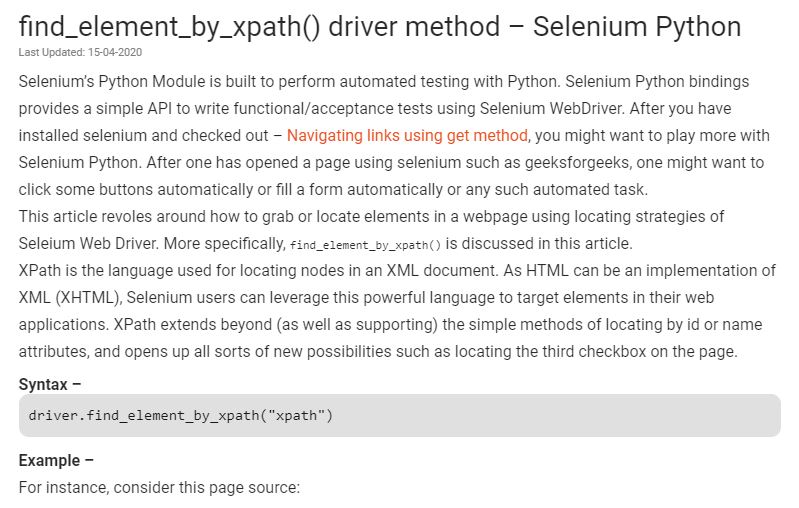 find_element_by_xpath() driver method – Selenium Python
Last Updated: 15-04-2020
Selenium’s Python Module is built to perform automated testing with Python. Selenium Python bindings
provides a simple API to write functional/acceptance tests using Selenium WebDriver. After you have
installed selenium and checked out – Navigating links using get method, you might want to play more with
Selenium Python. After one has opened a page using selenium such as geeksforgeeks, one might want to
click some buttons automatically or fill a form automatically or any such automated task.
This article revoles around how to grab or locate elements in a webpage using locating strategies of
Seleium Web Driver. More specifically, find_element_by_xpath() is discussed in this article.
XPath is the language used for locating nodes in an XML document. As HTML can be an implementation of
XML (XHTML), Selenium users can leverage this powerful language to target elements in their web
applications. XPath extends beyond (as well as supporting) the simple methods of locating by id or name
attributes, and opens up all sorts of new possibilities such as locating the third checkbox on the page.
Syntax –
driver.find_element_by_xpath("xpath")
Example –
For instance, consider this page source: